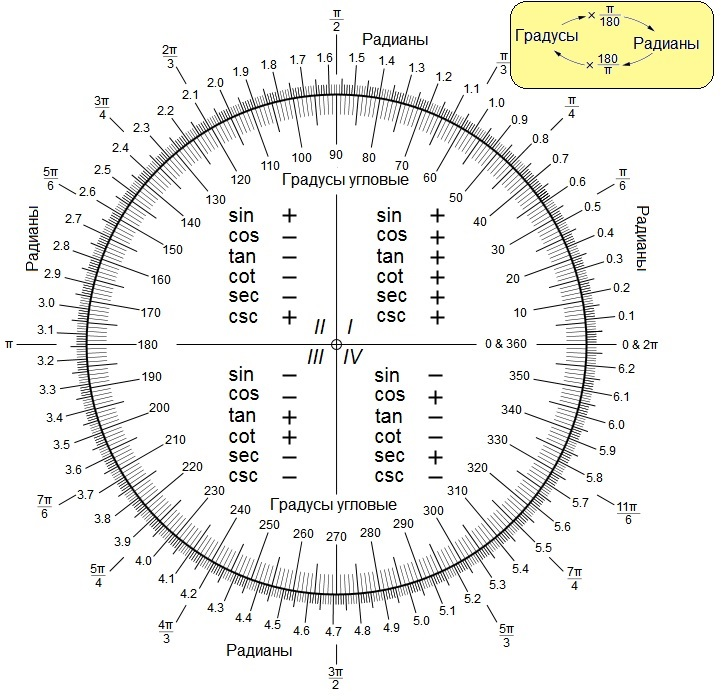 Градусы × π/180 Радианы
× 180/π
Радианы
π/2
2π/3
π/3
3π/4
π/4
5π/6
π/6
1.6 1.5
1.7 1.4
1.8 1.3
1.9 1.2
2.0 1.1
2.1 1.0
2.2 0.9
2.3 0.8
2.4 0.7
2.5 0.6
2.6 0.5
2.7 0.4
2.8 0.3
2.9 0.2
3.0 0.1
3.1
90
100 80
110 70
120 60
130 50
140 40
150 30
160 20
170 10
Градусы угловые
Радианы
Радианы
sin + sin +
cos − cos +
tan − tan +
cot − cot +
sec − sec +
csc + csc +
II I
π 180 0 & 360 0 & 2π
III IV
sin − sin −
cos − cos +
tan + tan −
cot + cot −
sec − sec +
csc − csc −
Градусы угловые
190 350
200 340
210 330
220 320
230 310
240 300
250 290
260 280
270
3.2 6.2
3.3 6.1
3.4 6.0
3.5 5.9
3.6 5.8
3.7 5.7
3.8 5.6
3.9 5.5
4.0 5.4
4.1 5.3
4.2 5.2
4.3 5.1
4.4 5.0
4.5 4.9
4.6 4.8
4.7
7π/6
11π/6
5π/4
7π/4
4π/3
5π/3
Радианы
3π/2